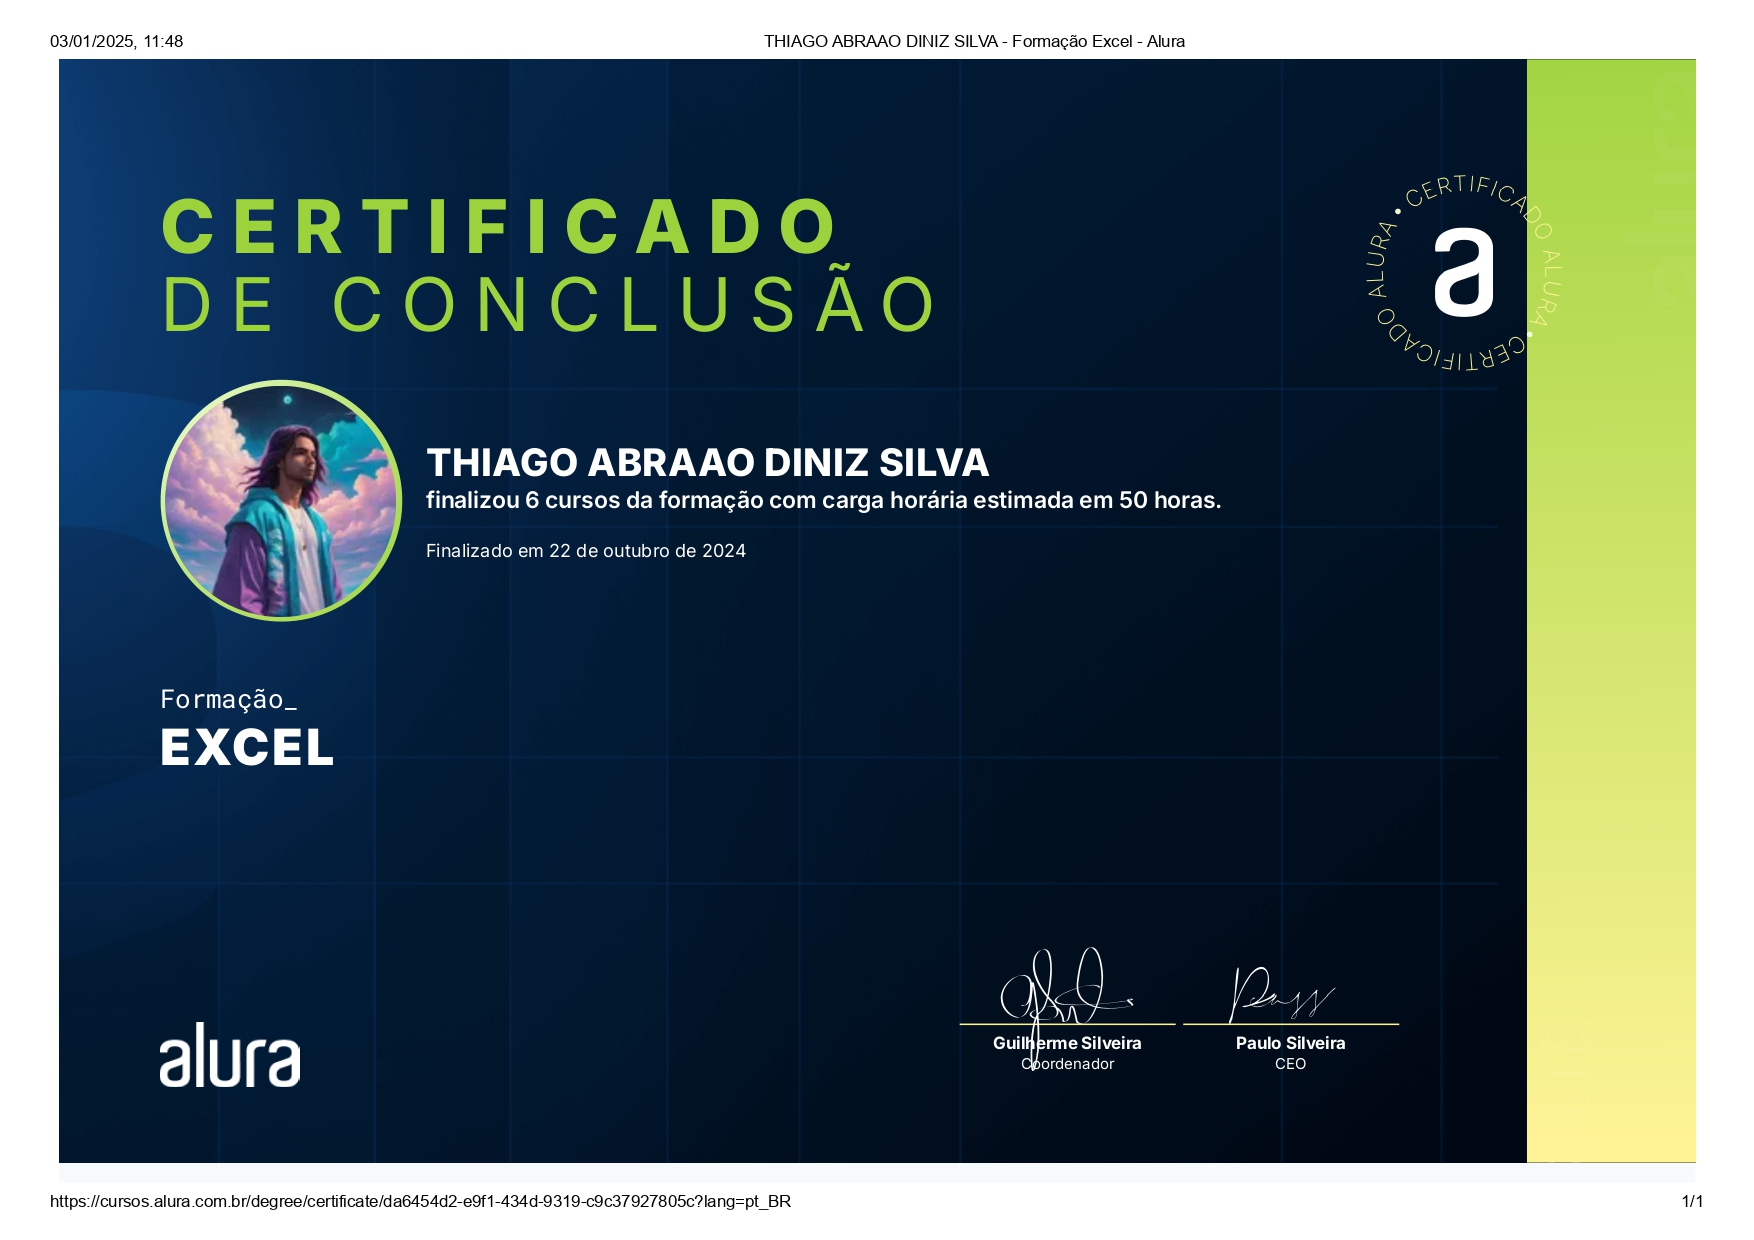 03/01/2025, 11:48
THIAGO ABRAAO DINIZ SILVA - Formação Excel - Alura
CERTIFICADO
DE CONCLUSÃO
CERTIFICADO ALURA • CERTIFICADO ALURA •
a
THIAGO ABRAAO DINIZ SILVA
finalizou 6 cursos da formação com carga horária estimada em 50 horas.
Finalizado em 22 de outubro de 2024
Formação_
EXCEL
alura
Guilherme Silveira
Coordenador
Paulo Silveira
CEO
https://cursos.alura.com.br/degree/certificate/da6454d2-e9f1-434d-9319-c9c37927805c?lang=pt_BR
1/1